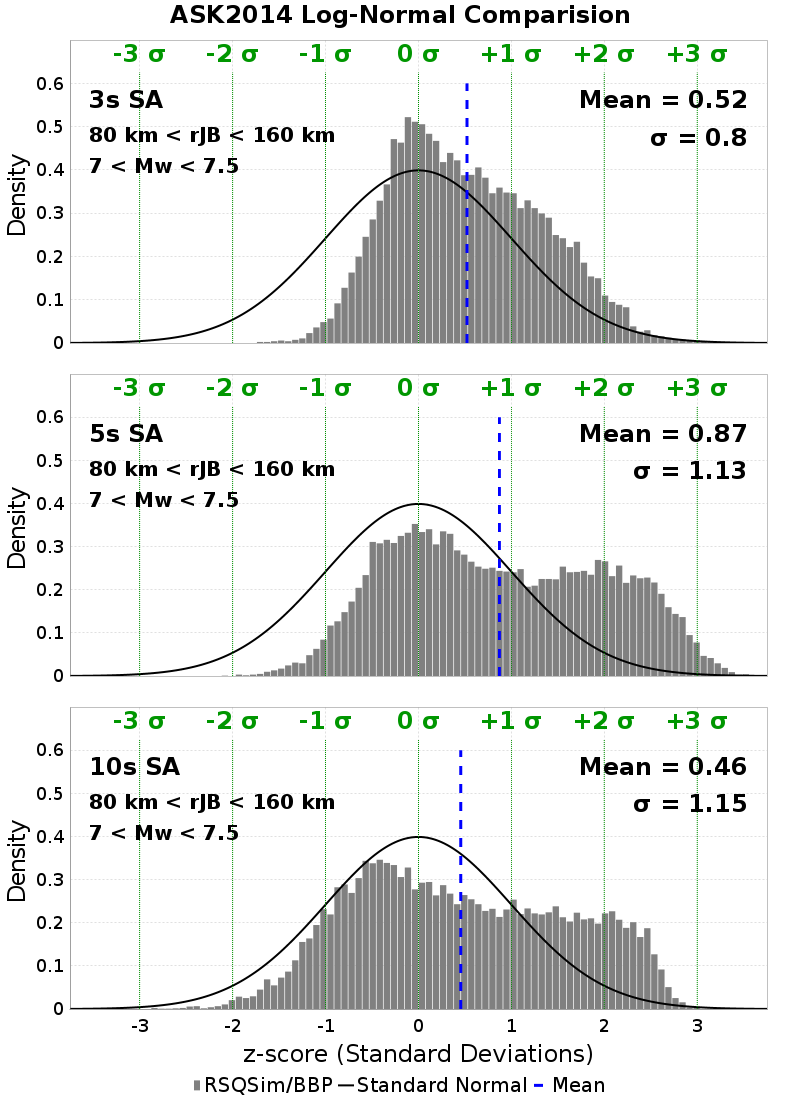 ASK2014 Log-Normal Comparision
-3 σ -2 σ -1 σ 0 σ +1 σ +2 σ +3 σ
0.6
3s SA Mean = 0.52
0.5
80 km < rJB < 160 km σ = 0.8
0.4
7 < Mw < 7.5
0.3
0.2
0.1
0
Density
-3 σ -2 σ -1 σ 0 σ +1 σ +2 σ +3 σ
0.6
5s SA Mean = 0.87
0.5
80 km < rJB < 160 km σ = 1.13
0.4
7 < Mw < 7.5
0.3
0.2
0.1
0
Density
-3 σ -2 σ -1 σ 0 σ +1 σ +2 σ +3 σ
0.6
10s SA Mean = 0.46
0.5
80 km < rJB < 160 km σ = 1.15
0.4
7 < Mw < 7.5
0.3
0.2
0.1
0
Density
-3 -2 -1 0 1 2 3
z-score (Standard Deviations)
RSQSim/BBP Standard Normal Mean